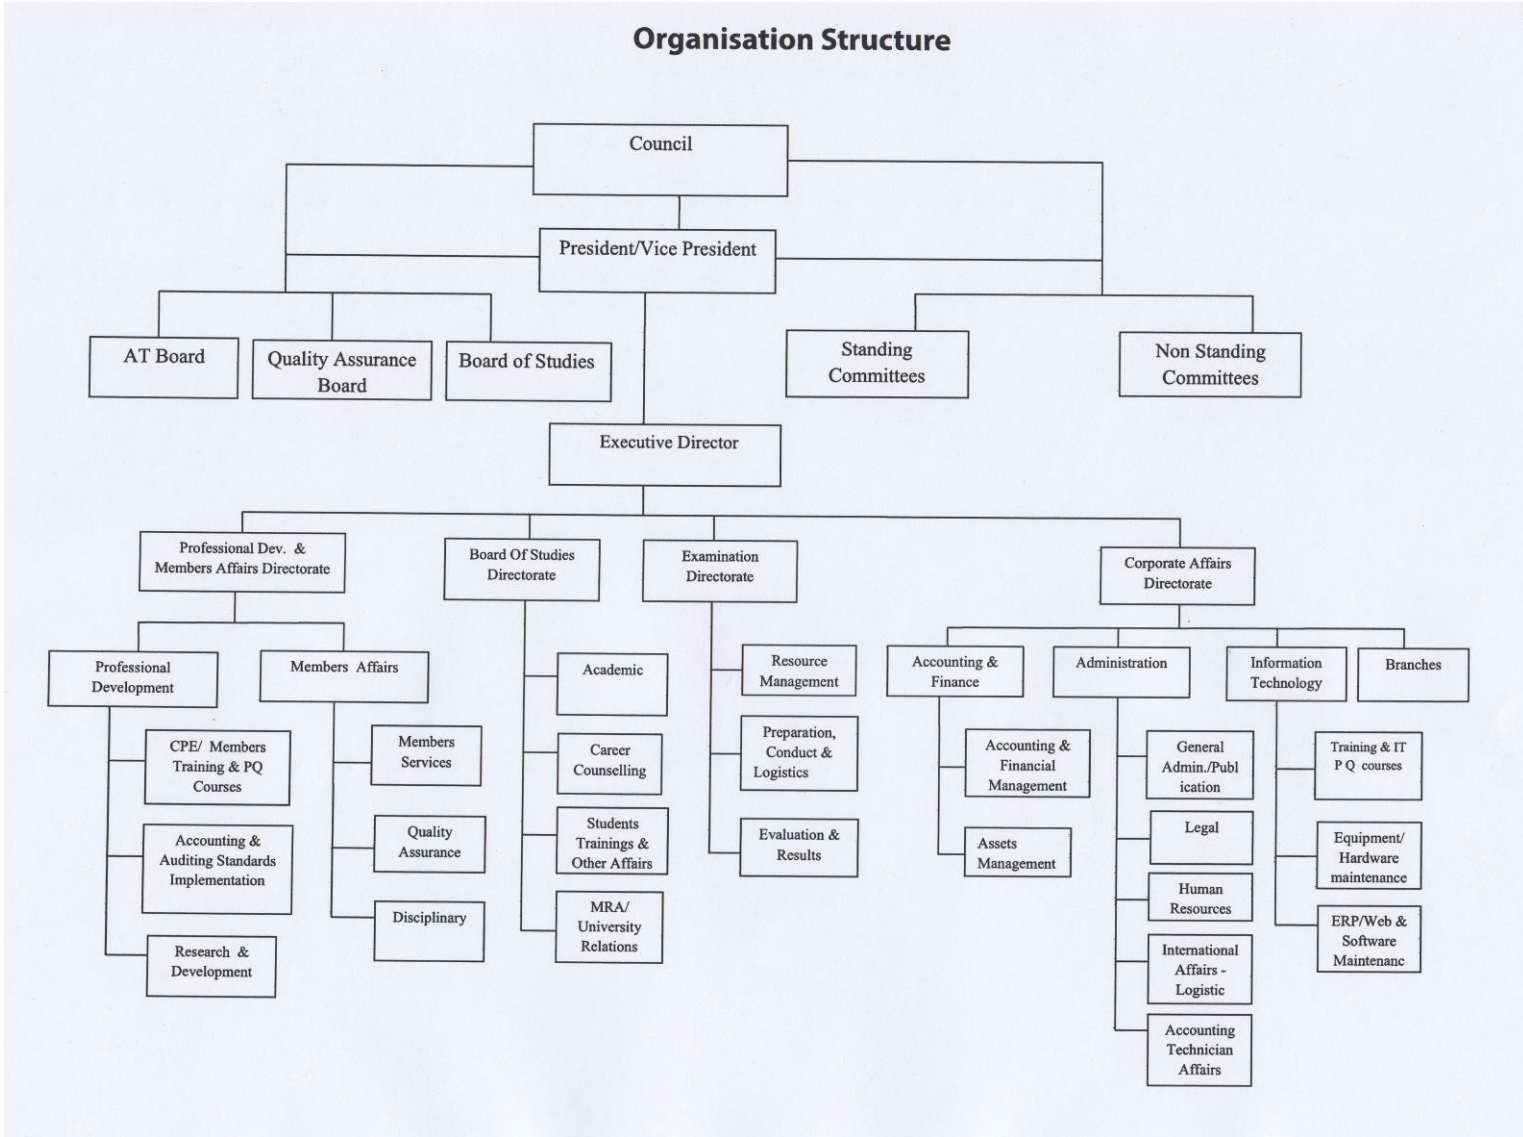 Organisation Structure
Council
President/Vice President
AT Board
Quality Assurance
Board
Board of Studies
Standing
Committees
Non Standing
Committees
Executive Director
Professional Dev. &
Members Affairs Directorate
Board Of Studies
Directorate
Examination
Directorate
Corporate Affairs
Directorate
Professional
Development
Members Affairs
Academic
Career
Counselling
Students
Trainings &
Other Affairs
MRA/
University
Relations
Resource
Management
Preparation,
Conduct &
Logistics
Evaluation &
Results
Accounting &
Finance
Administration
Information
Technology
Branches
CPE/ Members
Training & PQ
Courses
Accounting &
Auditing Standards
Implementation
Research &
Development
Members
Services
Quality
Assurance
Disciplinary
Accounting &
Financial
Management
Assets
Management
General
Admin./Publ
ication
Legal
Human
Resources
International
Affairs -
Logistic
Accounting
Technician
Affairs
Training & IT
P Q courses
Equipment/
Hardware
maintenance
ERP/Web &
Software
Maintenanc